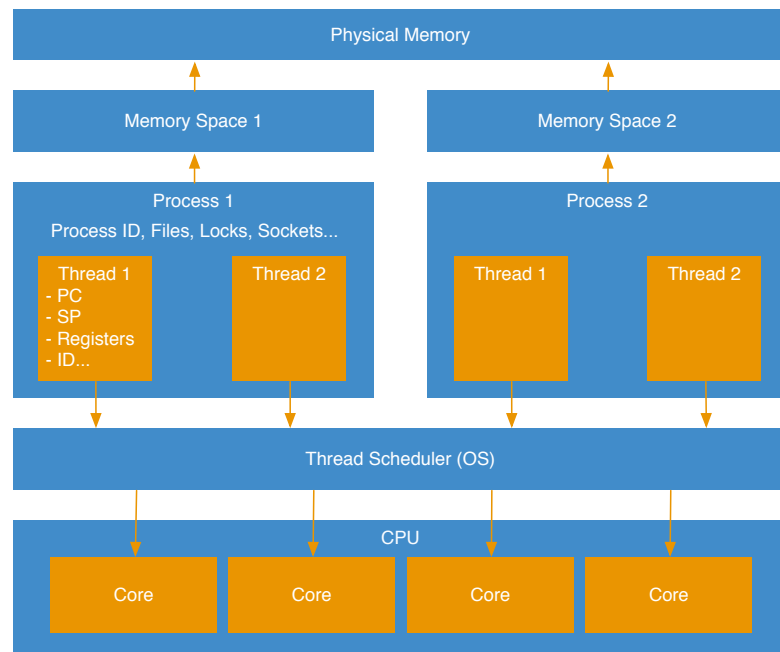 Physical Memory
Memory Space 1
Memory Space 2
Process 1
Process ID, Files, Locks, Sockets...
Thread 1
- PC
- SP
- Registers
- ID...
Thread 2
Process 2
Thread 1
Thread 2
Thread Scheduler (OS)
CPU
Core
Core
Core
Core